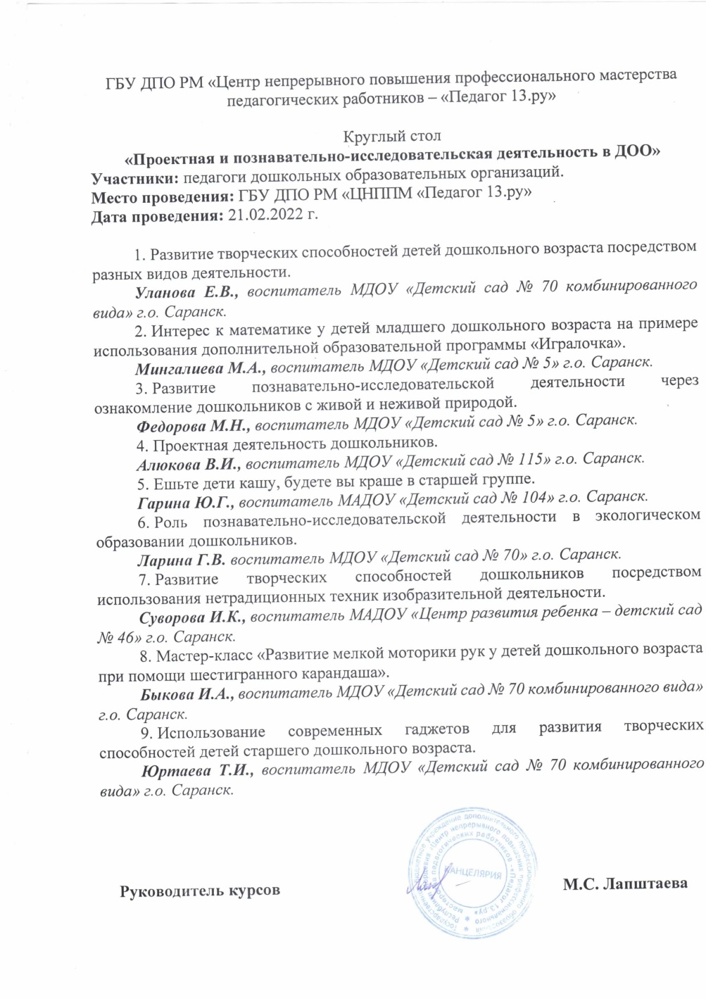 ГБУ ДПО РМ «Центр непрерывного повышения профессионального мастерства
педагогических работников – «Педагог 13.ру»
Круглый стол
«Проектная и познавательно-исследовательская деятельность в ДОО»
Участники: педагоги дошкольных образовательных организаций.
Место проведения: ГБУ ДПО РМ «ЦНППМ «Педагог 13.ру»
Дата проведения: 21.02.2022 г.
1. Развитие творческих способностей детей дошкольного возраста посредством
разных видов деятельности.
Уланова Е.В., воспитатель МДОУ «Детский сад № 70 комбинированного
вида» г.о. Саранск.
2. Интерес к математике у детей младшего дошкольного возраста на примере
использования дополнительной образовательной программы «Игралочка».
Мингалиева М.А., воспитатель МДОУ «Детский сад № 5» г.о. Саранск.
3. Развитие познавательно-исследовательской деятельности через
ознакомление дошкольников с живой и неживой природой.
Федорова М.Н., воспитатель МДОУ «Детский сад № 5» г.о. Саранск.
4. Проектная деятельность дошкольников.
Алюкова В.И., воспитатель МДОУ «Детский сад № 115» г.о. Саранск.
5. Ешьте дети кашу, будете вы краше в старшей группе.
Гарина Ю.Г., воспитатель МАДОУ «Детский сад № 104» г.о. Саранск.
6. Роль познавательно-исследовательской деятельности в экологическом
образовании дошкольников.
Ларина Г.В. воспитатель МДОУ «Детский сад № 70» г.о. Саранск.
7. Развитие творческих способностей дошкольников посредством
использования нетрадиционных техник изобразительной деятельности.
Суворова И.К., воспитатель МАДОУ «Центр развития ребенка – детский сад
№ 46» г.о. Саранск.
8. Мастер-класс «Развитие мелкой моторики рук у детей дошкольного возраста
при помощи шестигранного карандаша».
Быкова И.А., воспитатель МДОУ «Детский сад № 70 комбинированного вида»
г.о. Саранск.
9. Использование современных гаджетов для развития творческих
способностей детей старшего дошкольного возраста.
Юртаева Т.И., воспитатель МДОУ «Детский сад № 70 комбинированного
вида» г.о. Саранск.
Руководитель курсов
КАНЦЕЛЯРИЯ
М.С. Лапштаева